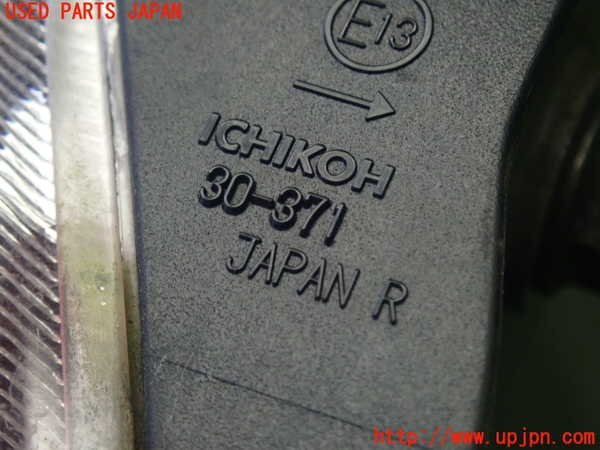 USED PARTS JAPAN
E13
ICHIKOH
30-371
JAPAN R
http://www.upjpn.com